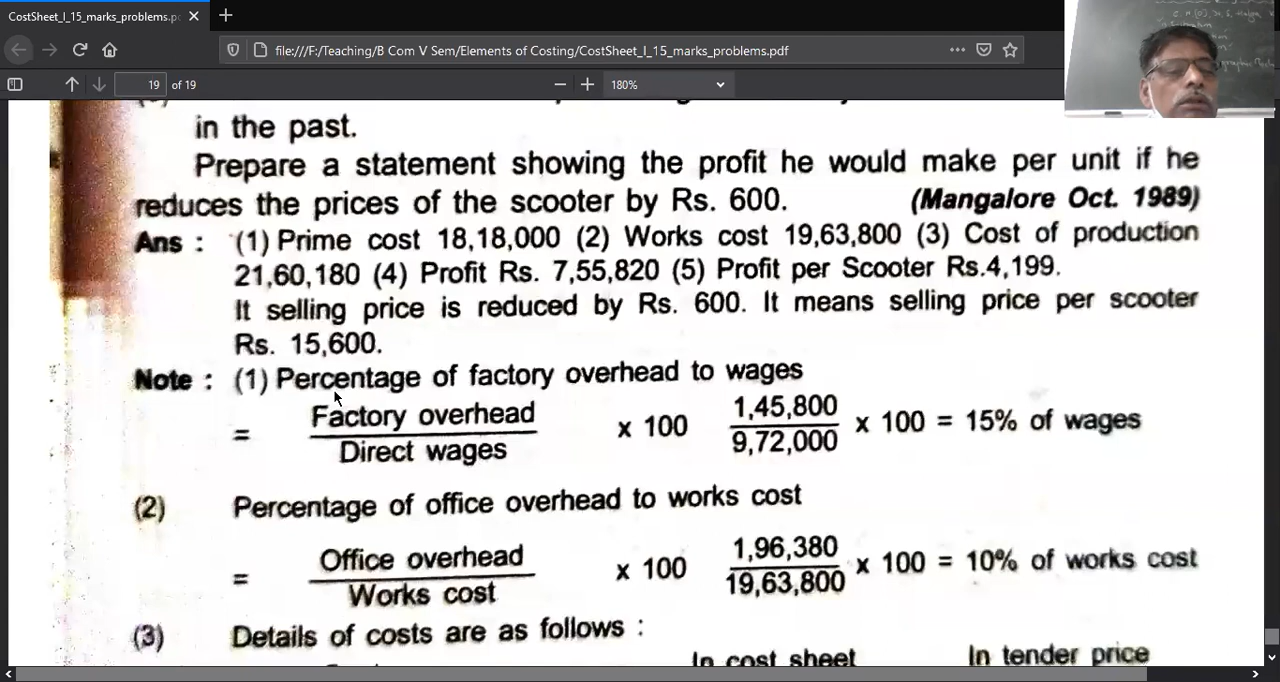 CostSheet_I_15_marks_problems.pd
file:///F:/Teaching/B Com V Sem/Elements of Costing/CostSheet_I_15_marks_problems.pdf
19 of 19
180%
in the past.
Prepare a statement showing the profit he would make per unit if he
reduces the prices of the scooter by Rs. 600. (Mangalore Oct. 1989)
Ans : (1) Prime cost 18,18,000 (2) Works cost 19,63,800 (3) Cost of production
21,60,180 (4) Profit Rs. 7,55,820 (5) Profit per Scooter Rs.4,199.
It selling price is reduced by Rs. 600. It means selling price per scooter
Rs. 15,600.
Note : (1) Percentage of factory overhead to wages
= Factory overhead x 100 1,45,800 x 100 = 15% of wages
Direct wages 9,72,000
(2) Percentage of office overhead to works cost
= Office overhead x 100 1,96,380 x 100 = 10% of works cost
Works cost 19,63,800
(3) Details of costs are as follows :
In cost sheet In tender price